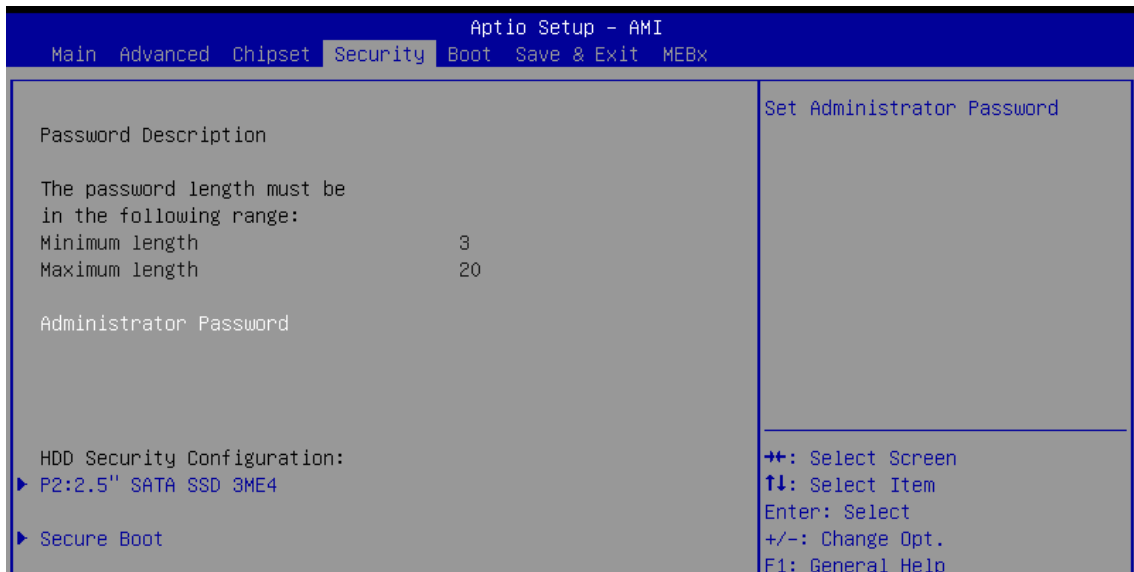 Aptio Setup – AMI
Main Advanced Chipset Security Boot Save & Exit MEBx
Password Description
The password length must be
in the following range:
Minimum length 3
Maximum length 20
Administrator Password
HDD Security Configuration:
▶ P2:2.5" SATA SSD 3ME4
▶ Secure Boot
Set Administrator Password
→←: Select Screen
↑↓: Select Item
Enter: Select
+/-: Change Opt.
F1: General Help